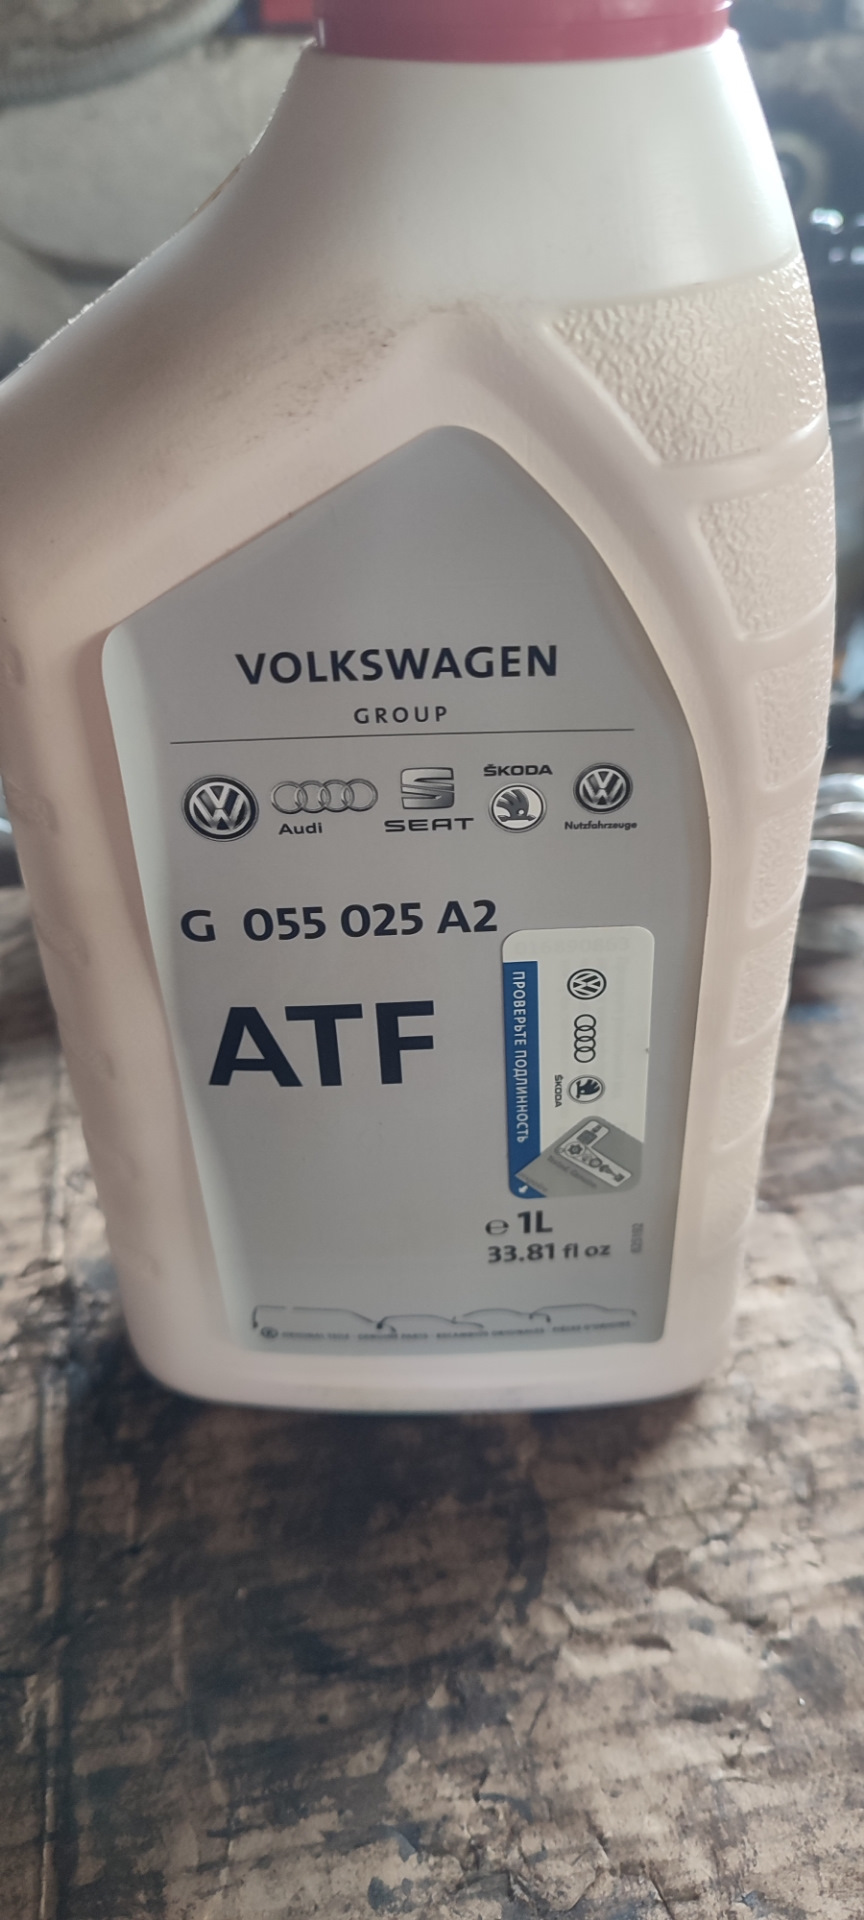 VOLKSWAGEN
GROUP
Audi
SEAT
ŠKODA
Nutzfahrzeuge
G 055 025 A2
ATF
ПРОВЕРЬТЕ ПОДЛИННОСТЬ
ŠKODA
e 1L
33.81 fl oz